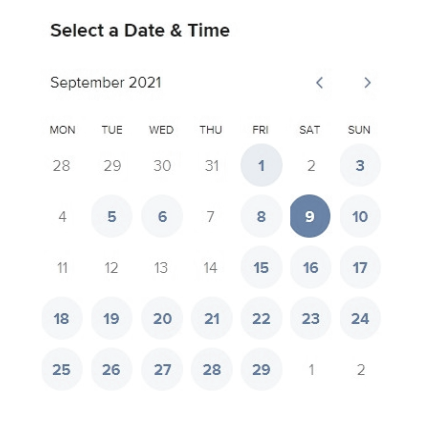 Select a Date & Time
September 2021
MON TUE WED THU FRI SAT SUN
28 29 30 31 1 2 3
4 5 6 7 8 9 10
11 12 13 14 15 16 17
18 19 20 21 22 23 24
25 26 27 28 29 1 2